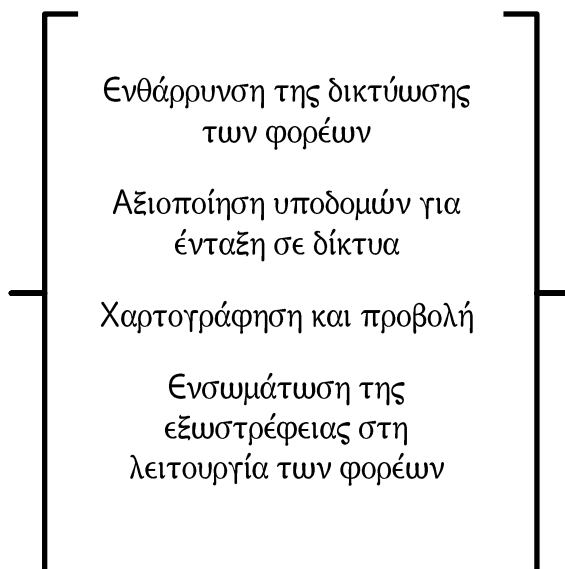 Ενθάρρυνση της δικτύωσης
των φορέων
Αξιοποίηση υποδομών για
ένταξη σε δίκτυα
Χαρτογράφηση και προβολή
Ενσωμάτωση της
εξωστρέφειας στη
λειτουργία των φορέων